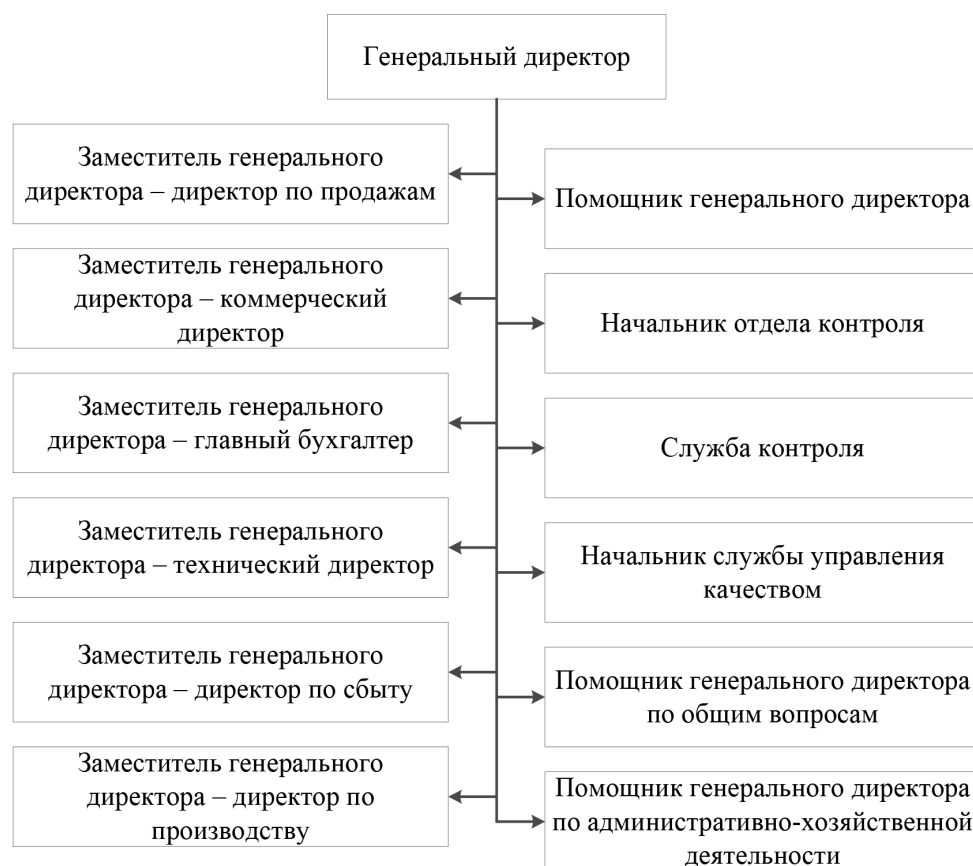 Генеральный директор
Заместитель генерального
директора – директор по продажам
Заместитель генерального
директора – коммерческий
директор
Заместитель генерального
директора – главный бухгалтер
Заместитель генерального
директора – технический директор
Заместитель генерального
директора – директор по сбыту
Заместитель генерального
директора – директор по
производству
Помощник генерального директора
Начальник отдела контроля
Служба контроля
Начальник службы управления
качеством
Помощник генерального директора
по общим вопросам
Помощник генерального директора
по административно-хозяйственной
деятельности